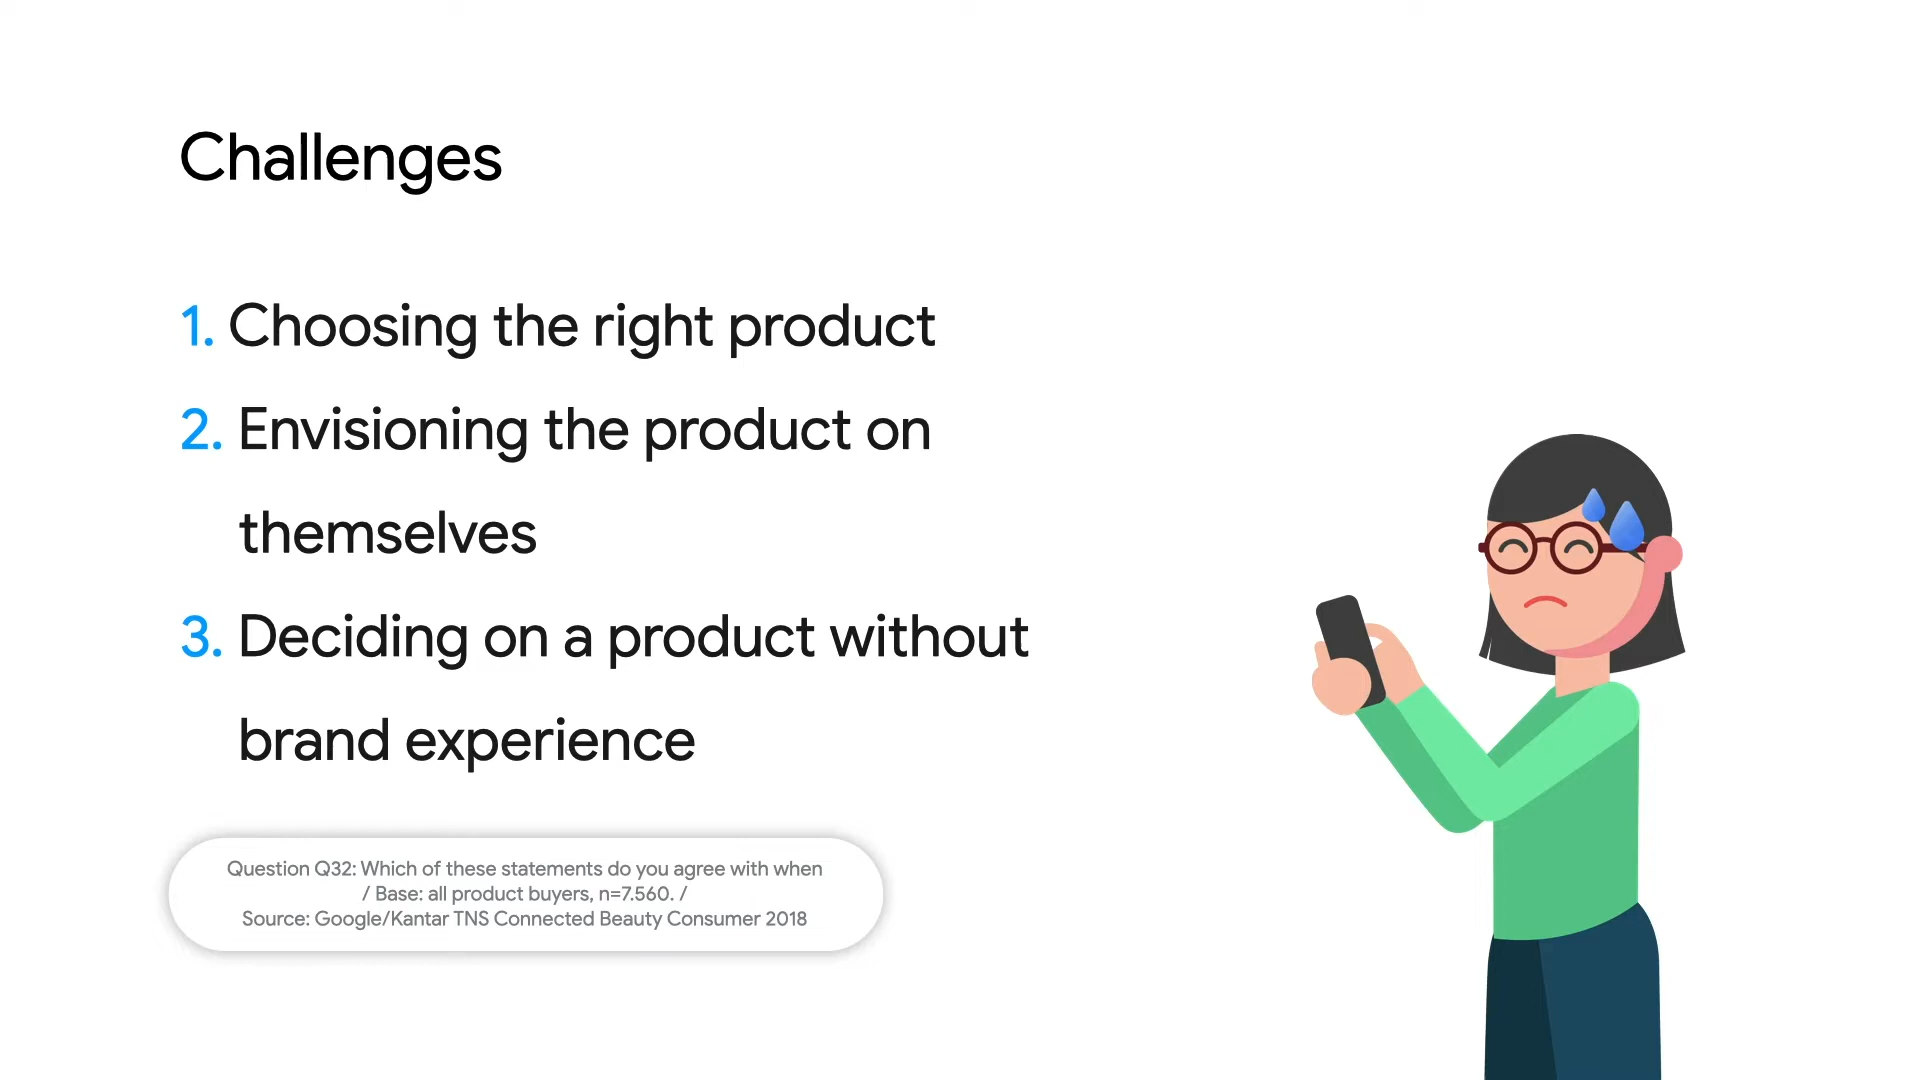 Challenges
1. Choosing the right product
2. Envisioning the product on
themselves
3. Deciding on a product without
brand experience
Question Q32: Which of these statements do you agree with when
/ Base: all product buyers, n=7.560. /
Source: Google/Kantar TNS Connected Beauty Consumer 2018